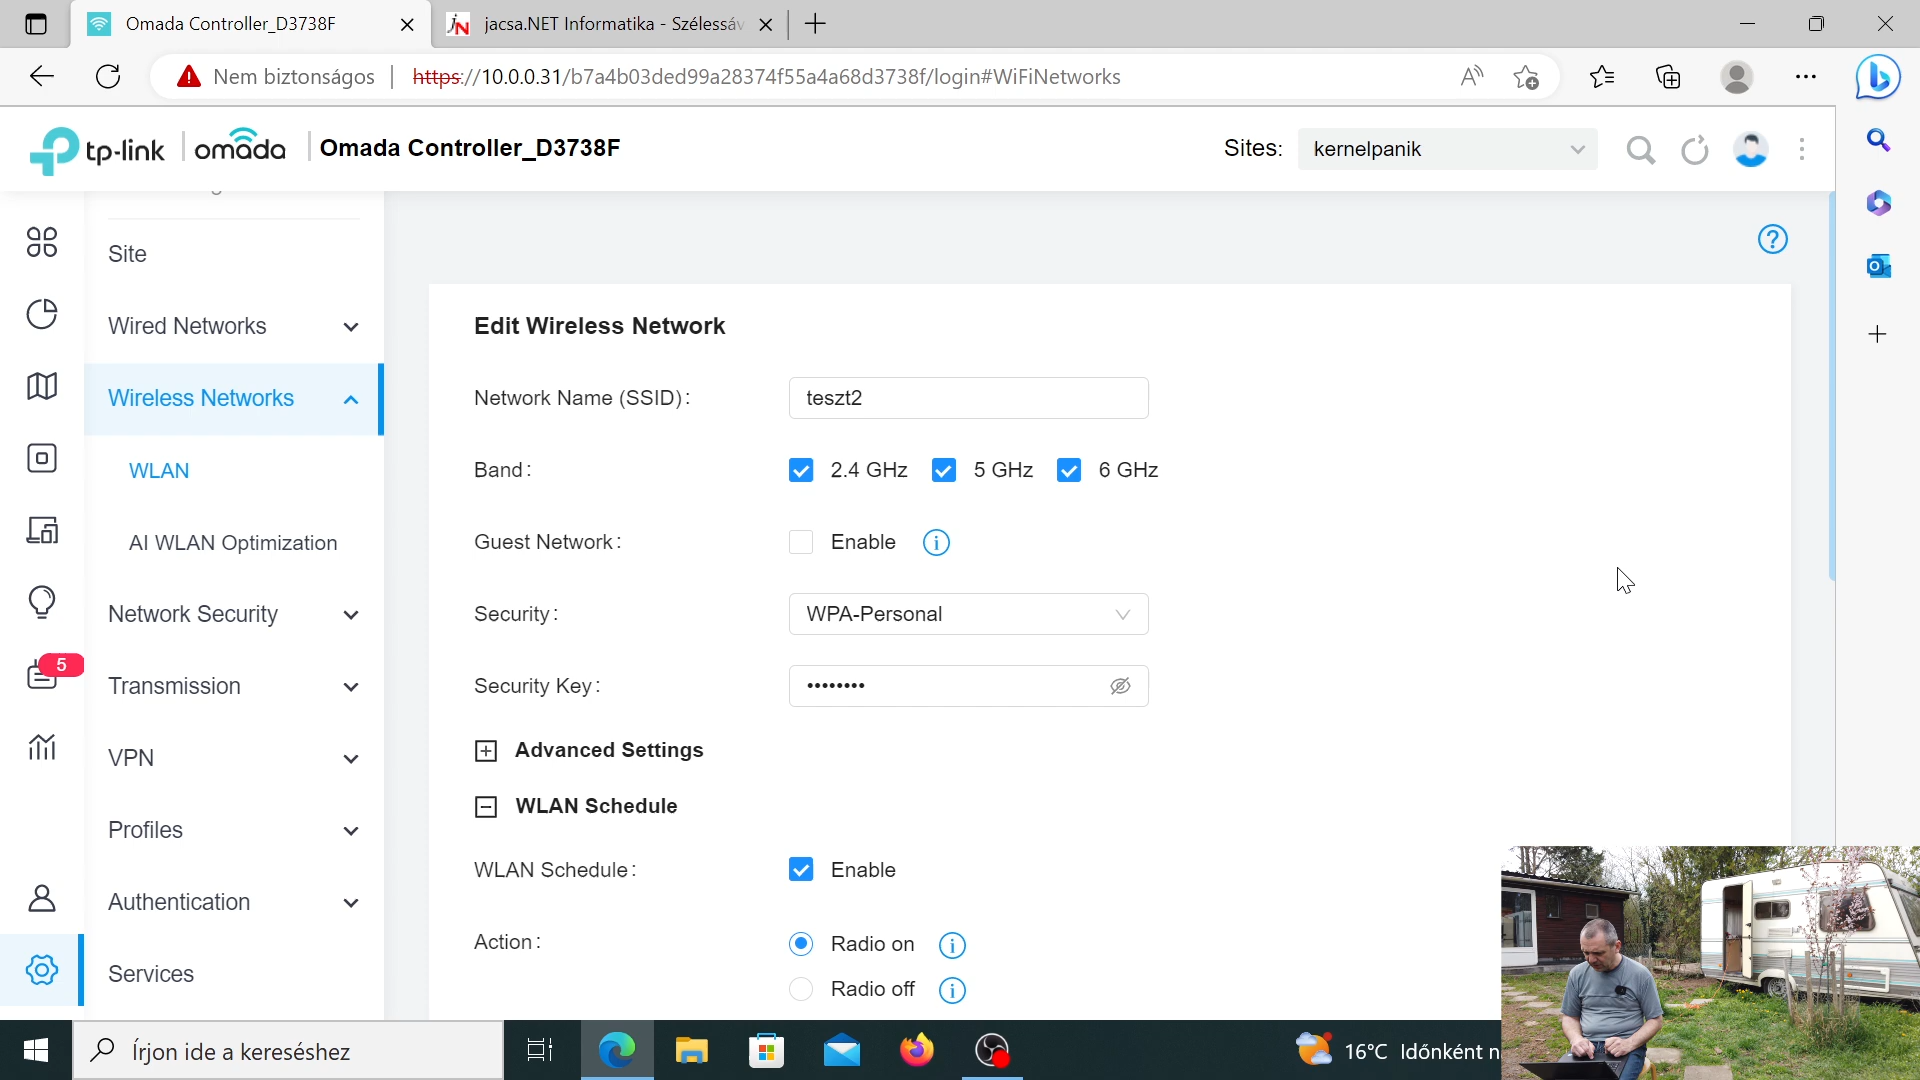 Omada Controller_D3738F
jacsa.NET Informatika - Szélessáv
Nem biztonságos
https://10.0.0.31/b7a4b03ded99a28374f55a4a68d3738f/login#WiFiNetworks
tp-link
omada
Omada Controller_D3738F
Sites:
kernelpanik
Site
Wired Networks
Wireless Networks
WLAN
AI WLAN Optimization
Network Security
5
Transmission
VPN
Profiles
Authentication
Services
Edit Wireless Network
Network Name (SSID):
teszt2
Band:
2.4 GHz
5 GHz
6 GHz
Guest Network:
Enable
Security:
WPA-Personal
Security Key:
••••••••
Advanced Settings
WLAN Schedule
WLAN Schedule:
Enable
Action:
Radio on
Radio off
Írjon ide a kereséshez
16°C Időnként